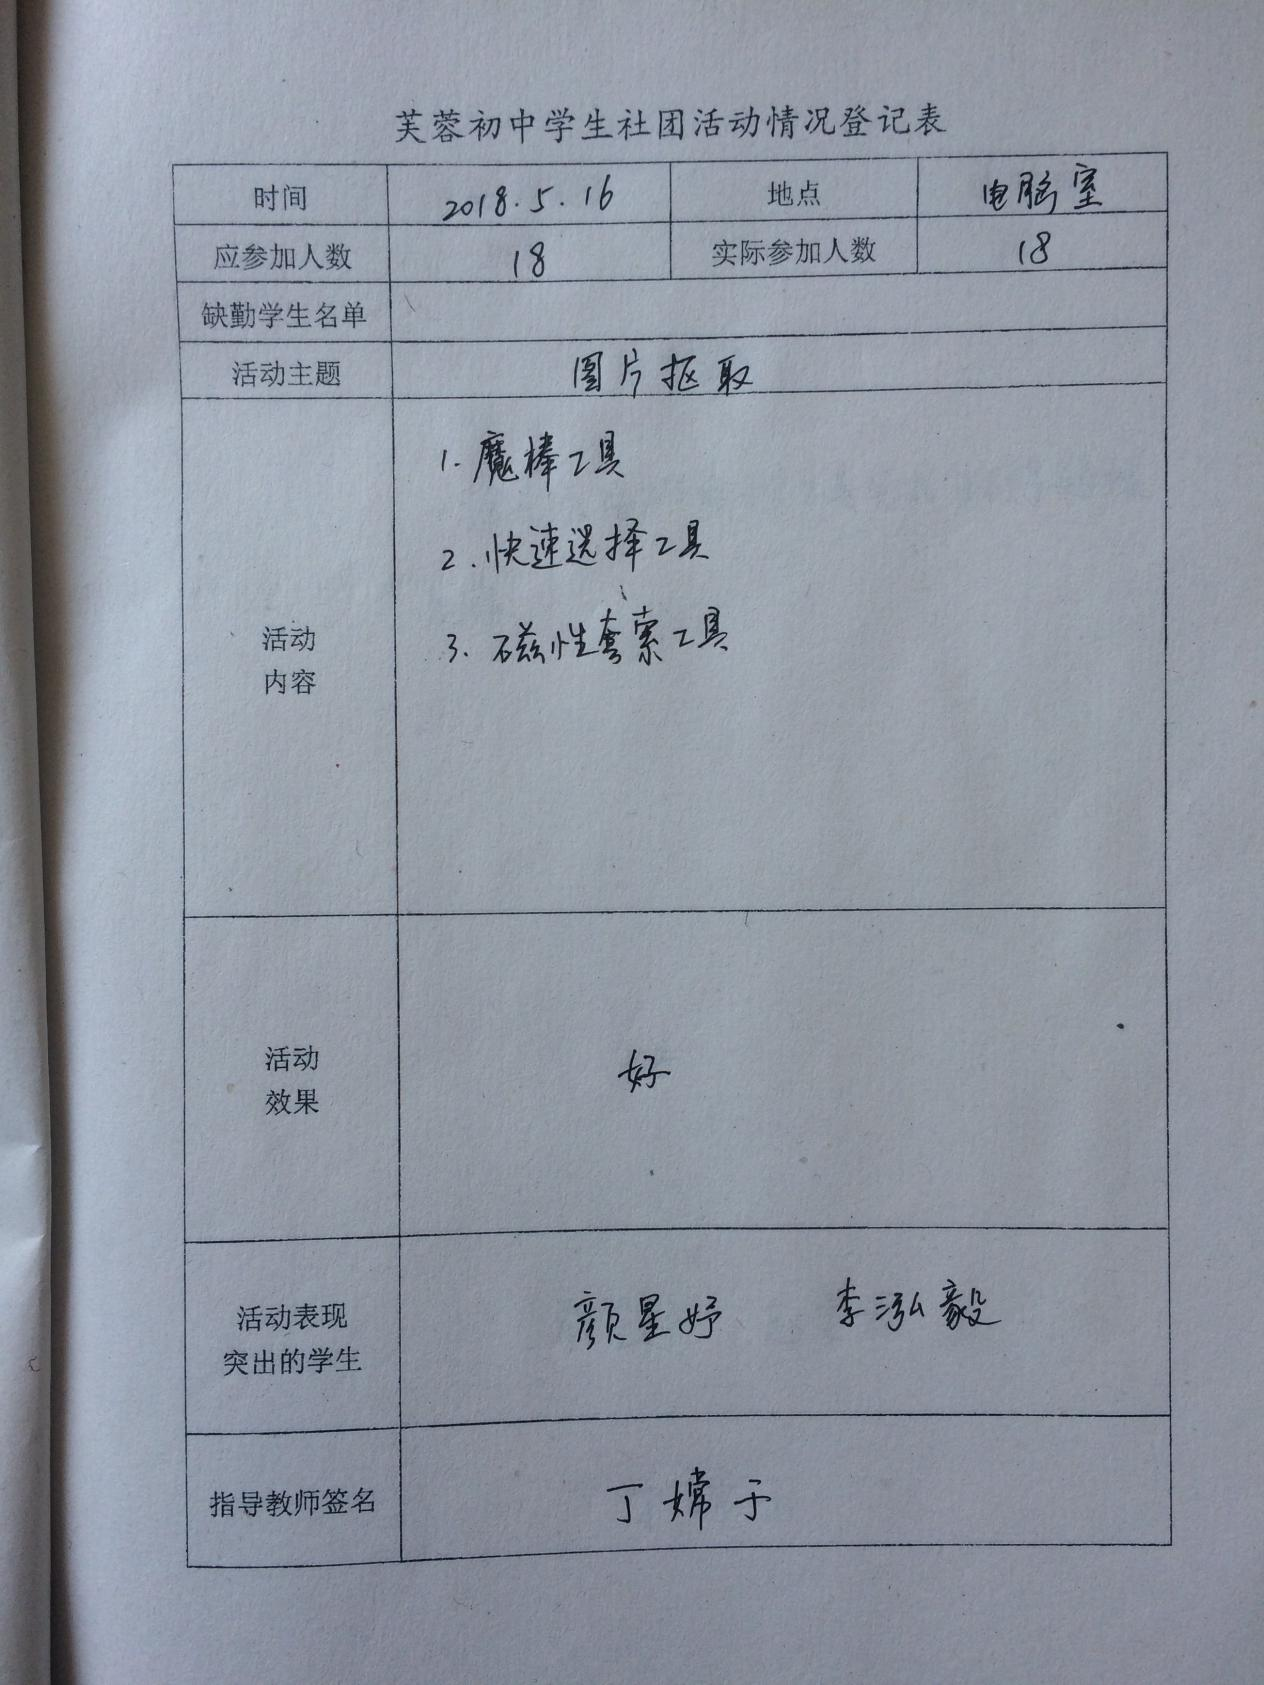 芙蓉初中学生社团活动情况登记表
时间 2018.5.16 地点 电脑室
应参加人数 18 实际参加人数 18
缺勤学生名单
活动主题 图片抠取
1. 魔棒工具
2. 快速选择工具
3. 磁性套索工具
活动
内容
活动
效果
好
活动表现
突出的学生
颜星妤 李泓毅
指导教师签名 丁嫦于